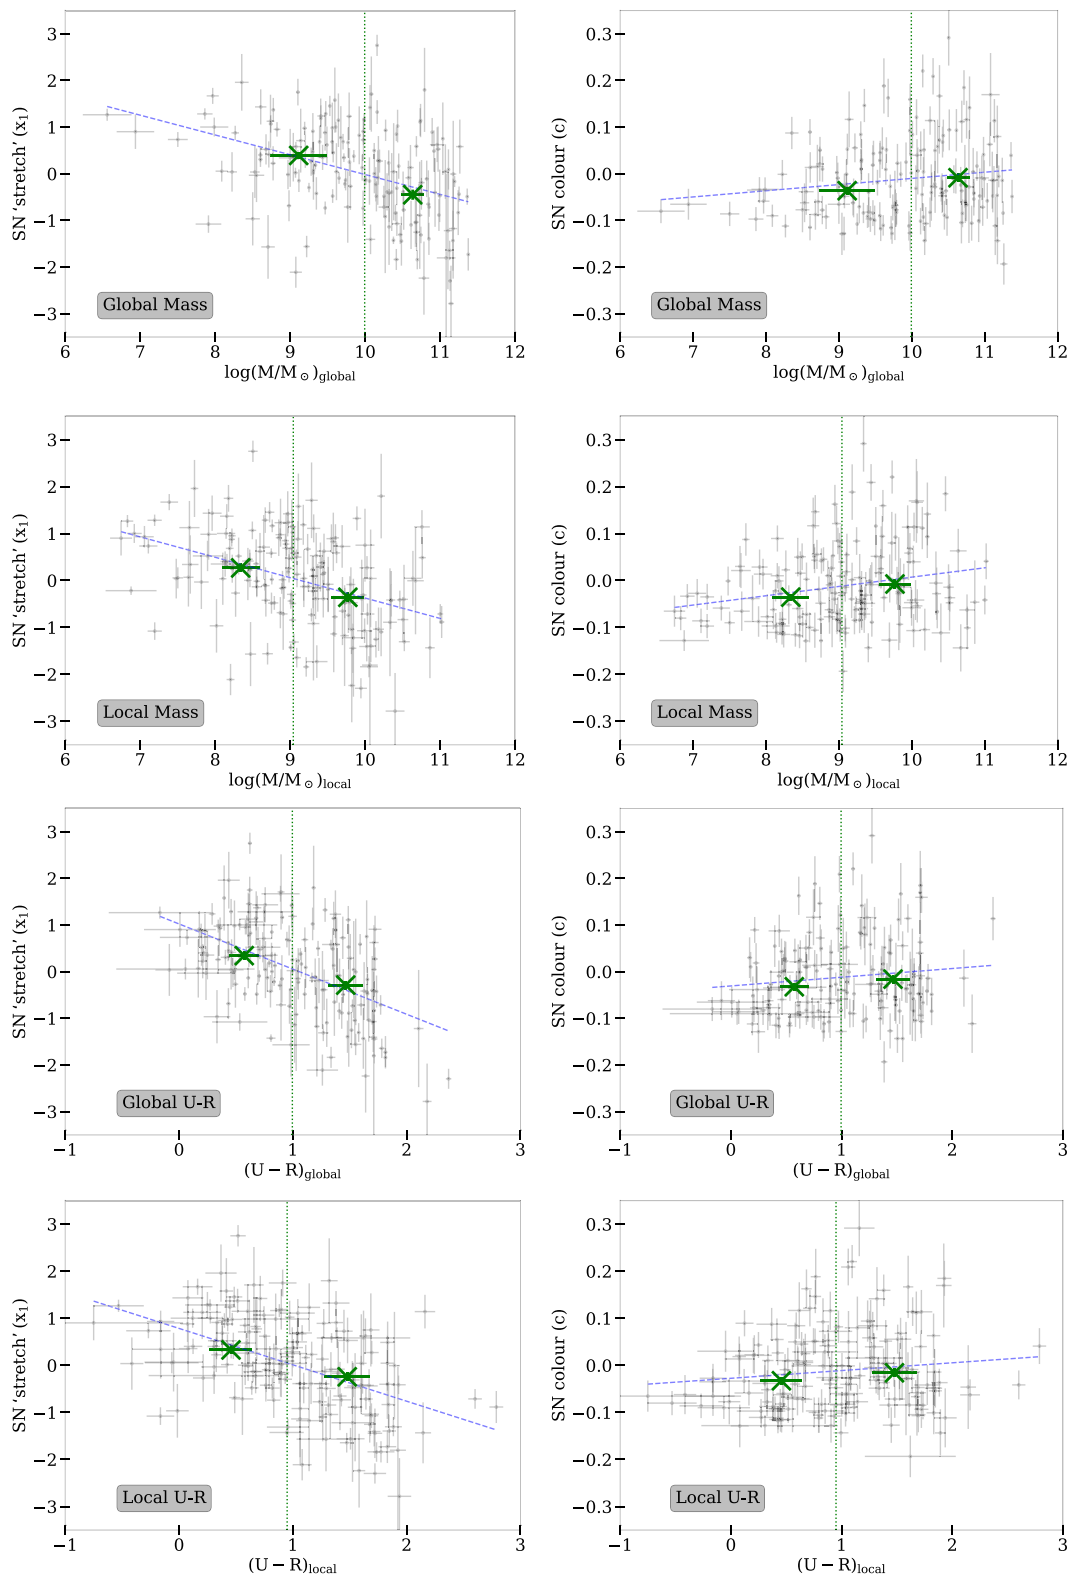 3
2
1
0
−1
−2
−3
SN 'stretch' (x₁)
Global Mass
6 7 8 9 10 11 12
log(M/M⊙)global
0.3
0.2
0.1
0.0
−0.1
−0.2
−0.3
SN colour (c)
Global Mass
6 7 8 9 10 11 12
log(M/M⊙)global
3
2
1
0
−1
−2
−3
SN 'stretch' (x₁)
Local Mass
6 7 8 9 10 11 12
log(M/M⊙)local
0.3
0.2
0.1
0.0
−0.1
−0.2
−0.3
SN colour (c)
Local Mass
6 7 8 9 10 11 12
log(M/M⊙)local
3
2
1
0
−1
−2
−3
SN 'stretch' (x₁)
Global U-R
−1 0 1 2 3
(U − R)global
0.3
0.2
0.1
0.0
−0.1
−0.2
−0.3
SN colour (c)
Global U-R
−1 0 1 2 3
(U − R)global
3
2
1
0
−1
−2
−3
SN 'stretch' (x₁)
Local U-R
−1 0 1 2 3
(U − R)local
0.3
0.2
0.1
0.0
−0.1
−0.2
−0.3
SN colour (c)
Local U-R
−1 0 1 2 3
(U − R)local